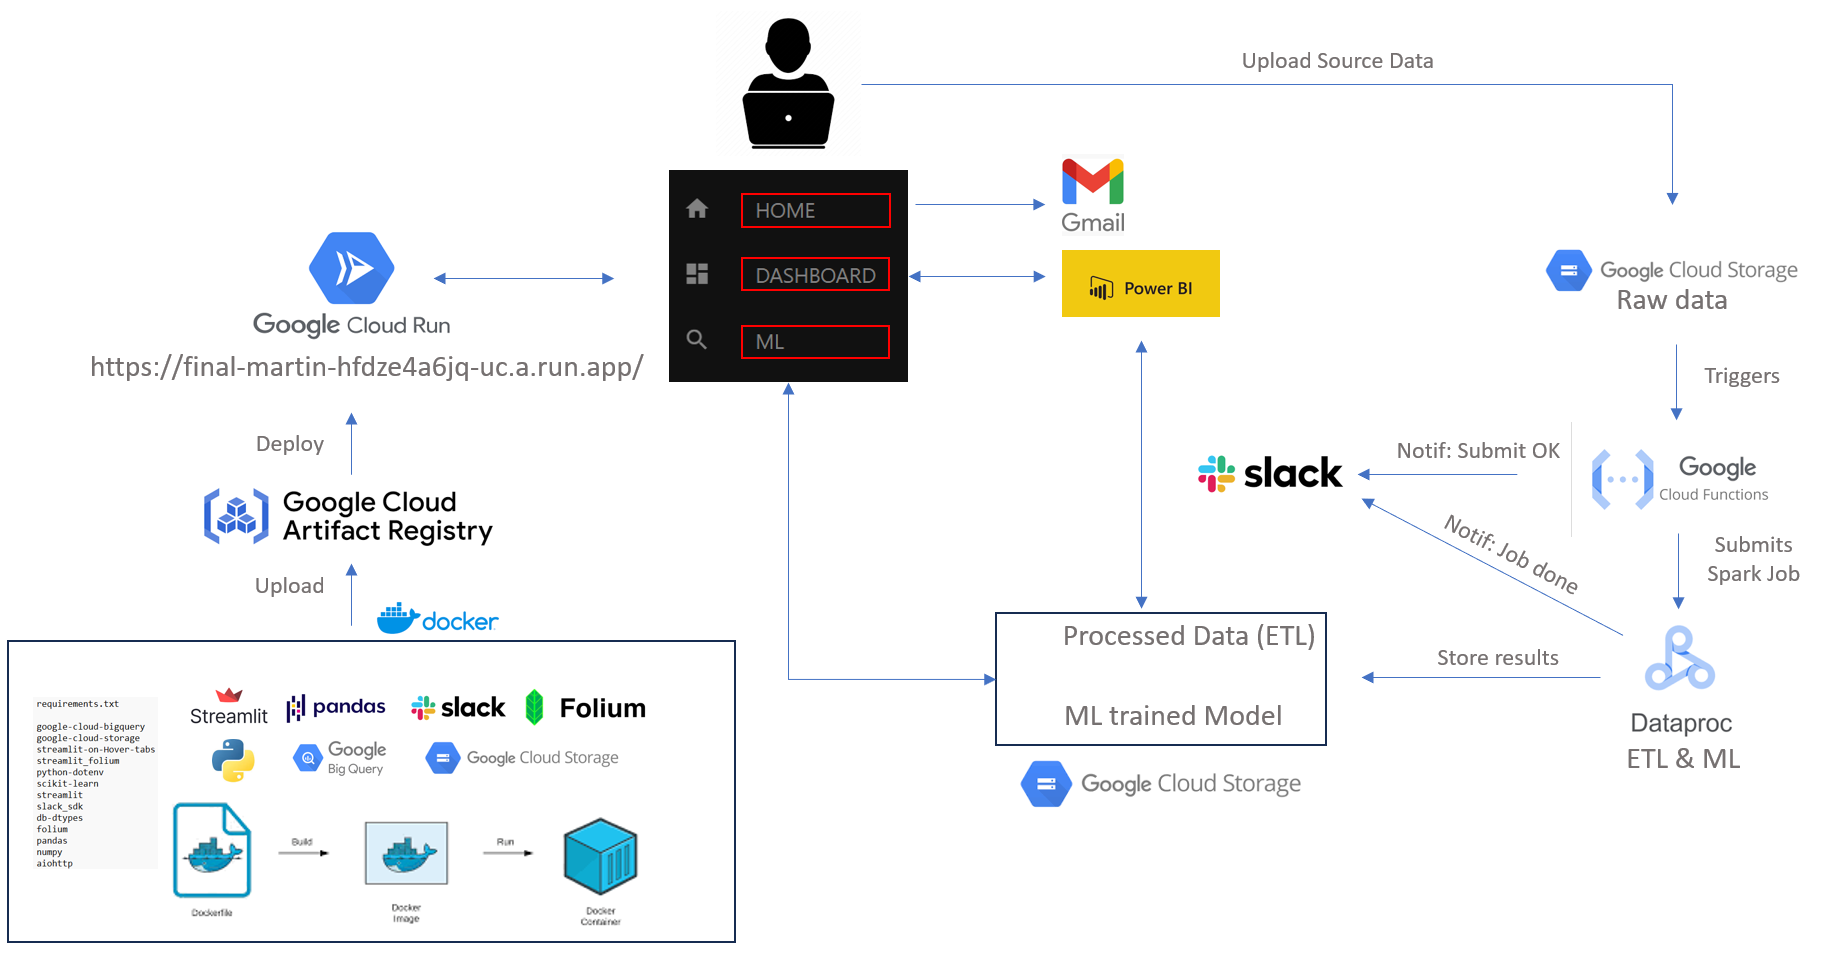 Upload Source Data
HOME
DASHBOARD
ML
Gmail
Power BI
Google Cloud Storage
Raw data
Google Cloud Run
https://final-martin-hfdze4a6jq-uc.a.run.app/
Triggers
Deploy
Notif: Submit OK
slack
Google
Cloud Functions
Google Cloud
Artifact Registry
Notif: Job done
Submits
Spark Job
Upload
docker
Processed Data (ETL)
ML trained Model
Google Cloud Storage
Store results
Dataproc
ETL & ML
requirements.txt
google-cloud-bigquery
google-cloud-storage
streamlit-on-Hover-tabs
streamlit_folium
python-dotenv
scikit-learn
streamlit
slack_sdk
db-dtypes
folium
pandas
numpy
aiohttp
Streamlit
pandas
slack
Folium
Google
Big Query
Google Cloud Storage
Build
Run
Dockerfile
Docker
Image
Docker
Container